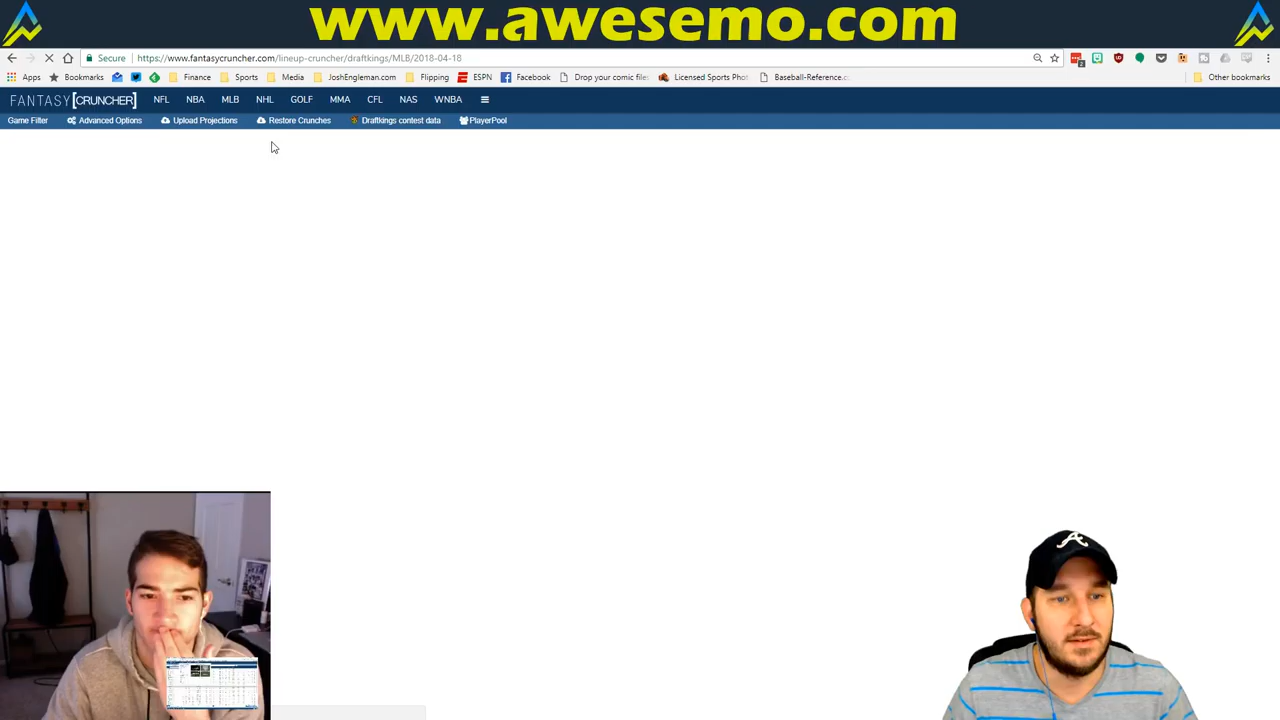 www.awesemo.com
Secure https://www.fantasycruncher.com/lineup-cruncher/draftkings/MLB/2018-04-18
Apps Bookmarks Finance Sports Media JoshEngleman.com Flipping ESPN Facebook Drop your comic files Licensed Sports Phot Baseball-Reference.co Other bookmarks
FANTASY [CRUNCHER] NFL NBA MLB NHL GOLF MMA CFL NAS WNBA
Game Filter Advanced Options Upload Projections Restore Crunches Draftkings contest data PlayerPool